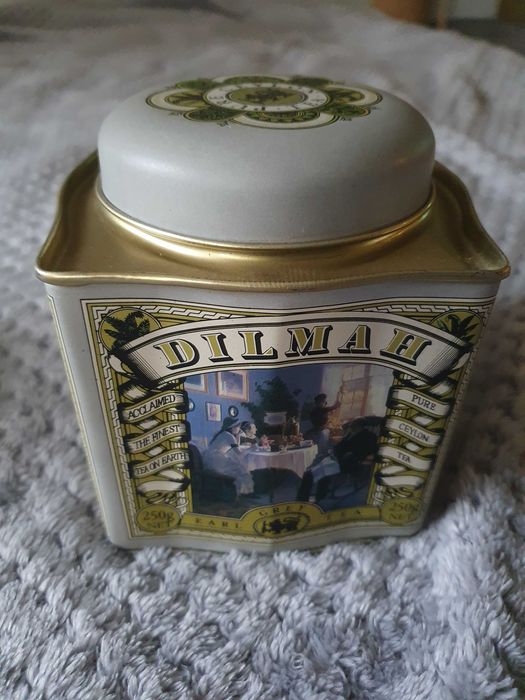 DILMAH
ACCLAIMED
THE FINEST
TEA ON EARTH
PURE
CEYLON
TEA
250g
NET
EARL GREY TEA
250g
NET